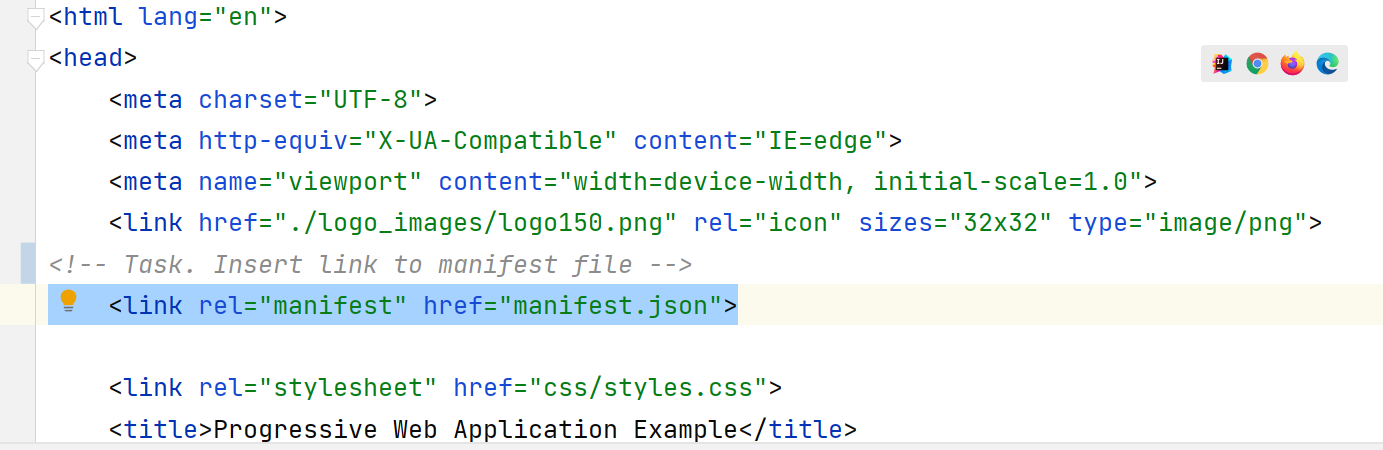 <html lang="en">
<head>
<meta charset="UTF-8">
<meta http-equiv="X-UA-Compatible" content="IE=edge">
<meta name="viewport" content="width=device-width, initial-scale=1.0">
<link href="./logo_images/logo150.png" rel="icon" sizes="32x32" type="image/png">
<!-- Task. Insert link to manifest file -->
<link rel="manifest" href="manifest.json">
<link rel="stylesheet" href="css/styles.css">
<title>Progressive Web Application Example</title>